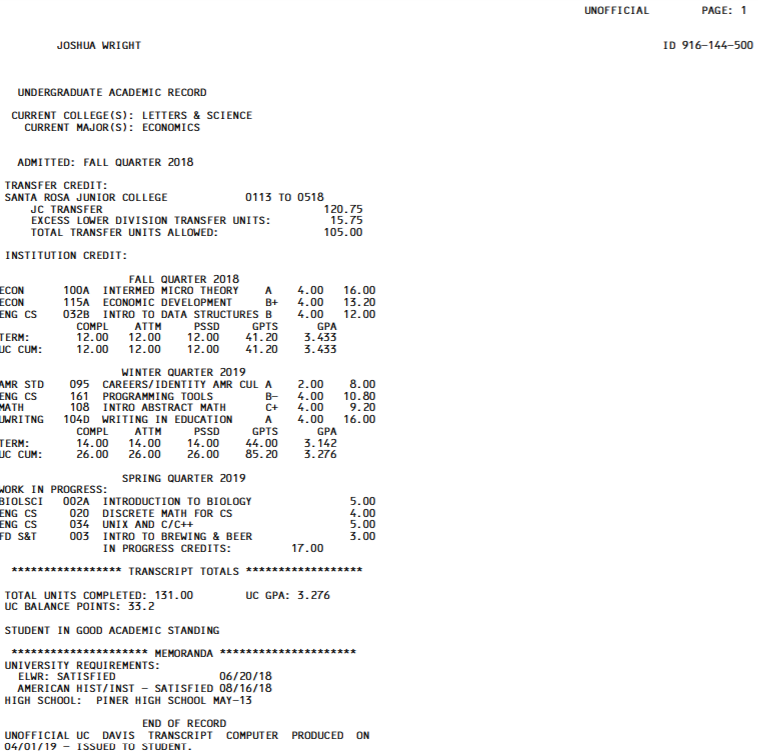 UNOFFICIAL PAGE: 1
JOSHUA WRIGHT ID 916-144-500
UNDERGRADUATE ACADEMIC RECORD
CURRENT COLLEGE(S): LETTERS & SCIENCE
CURRENT MAJOR(S): ECONOMICS
ADMITTED: FALL QUARTER 2018
TRANSFER CREDIT:
SANTA ROSA JUNIOR COLLEGE 0113 TO 0518
JC TRANSFER 120.75
EXCESS LOWER DIVISION TRANSFER UNITS: 15.75
TOTAL TRANSFER UNITS ALLOWED: 105.00
INSTITUTION CREDIT:
FALL QUARTER 2018
ECON 100A INTERMED MICRO THEORY A 4.00 16.00
ECON 115A ECONOMIC DEVELOPMENT B+ 4.00 13.20
ENG CS 032B INTRO TO DATA STRUCTURES B 4.00 12.00
COMPL ATTM PSSD GPTS GPA
TERM: 12.00 12.00 12.00 41.20 3.433
UC CUM: 12.00 12.00 12.00 41.20 3.433
WINTER QUARTER 2019
AMR STD 095 CAREERS/IDENTITY AMR CUL A 2.00 8.00
ENG CS 161 PROGRAMMING TOOLS B- 4.00 10.80
MATH 108 INTRO ABSTRACT MATH C+ 4.00 9.20
UWRITNG 104D WRITING IN EDUCATION A 4.00 16.00
COMPL ATTM PSSD GPTS GPA
TERM: 14.00 14.00 14.00 44.00 3.142
UC CUM: 26.00 26.00 26.00 85.20 3.276
SPRING QUARTER 2019
WORK IN PROGRESS:
BIOLSCI 002A INTRODUCTION TO BIOLOGY 5.00
ENG CS 020 DISCRETE MATH FOR CS 4.00
ENG CS 034 UNIX AND C/C++ 5.00
FD S&T 003 INTRO TO BREWING & BEER 3.00
IN PROGRESS CREDITS: 17.00
***************** TRANSCRIPT TOTALS ******************
TOTAL UNITS COMPLETED: 131.00 UC GPA: 3.276
UC BALANCE POINTS: 33.2
STUDENT IN GOOD ACADEMIC STANDING
********************* MEMORANDA *********************
UNIVERSITY REQUIREMENTS:
ELWR: SATISFIED 06/20/18
AMERICAN HIST/INST - SATISFIED 08/16/18
HIGH SCHOOL: PINER HIGH SCHOOL MAY-13
END OF RECORD
UNOFFICIAL UC DAVIS TRANSCRIPT COMPUTER PRODUCED ON
04/01/19 - ISSUED TO STUDENT.